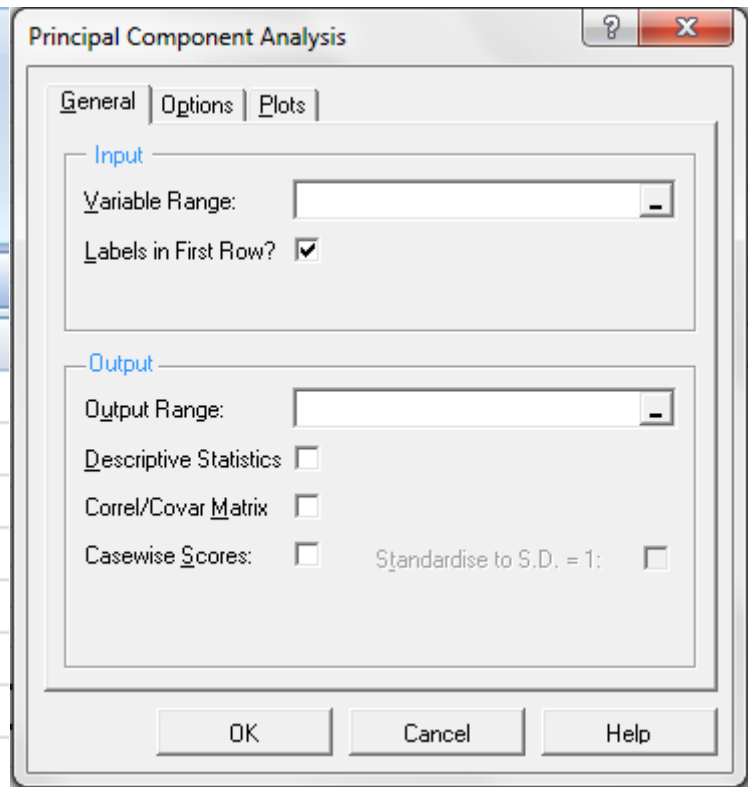 Principal Component Analysis
General Options Plots
Input
Variable Range:
Labels in First Row?
Output
Output Range:
Descriptive Statistics
Correl/Covar Matrix
Casewise Scores: Standardise to S.D. = 1:
OK Cancel Help